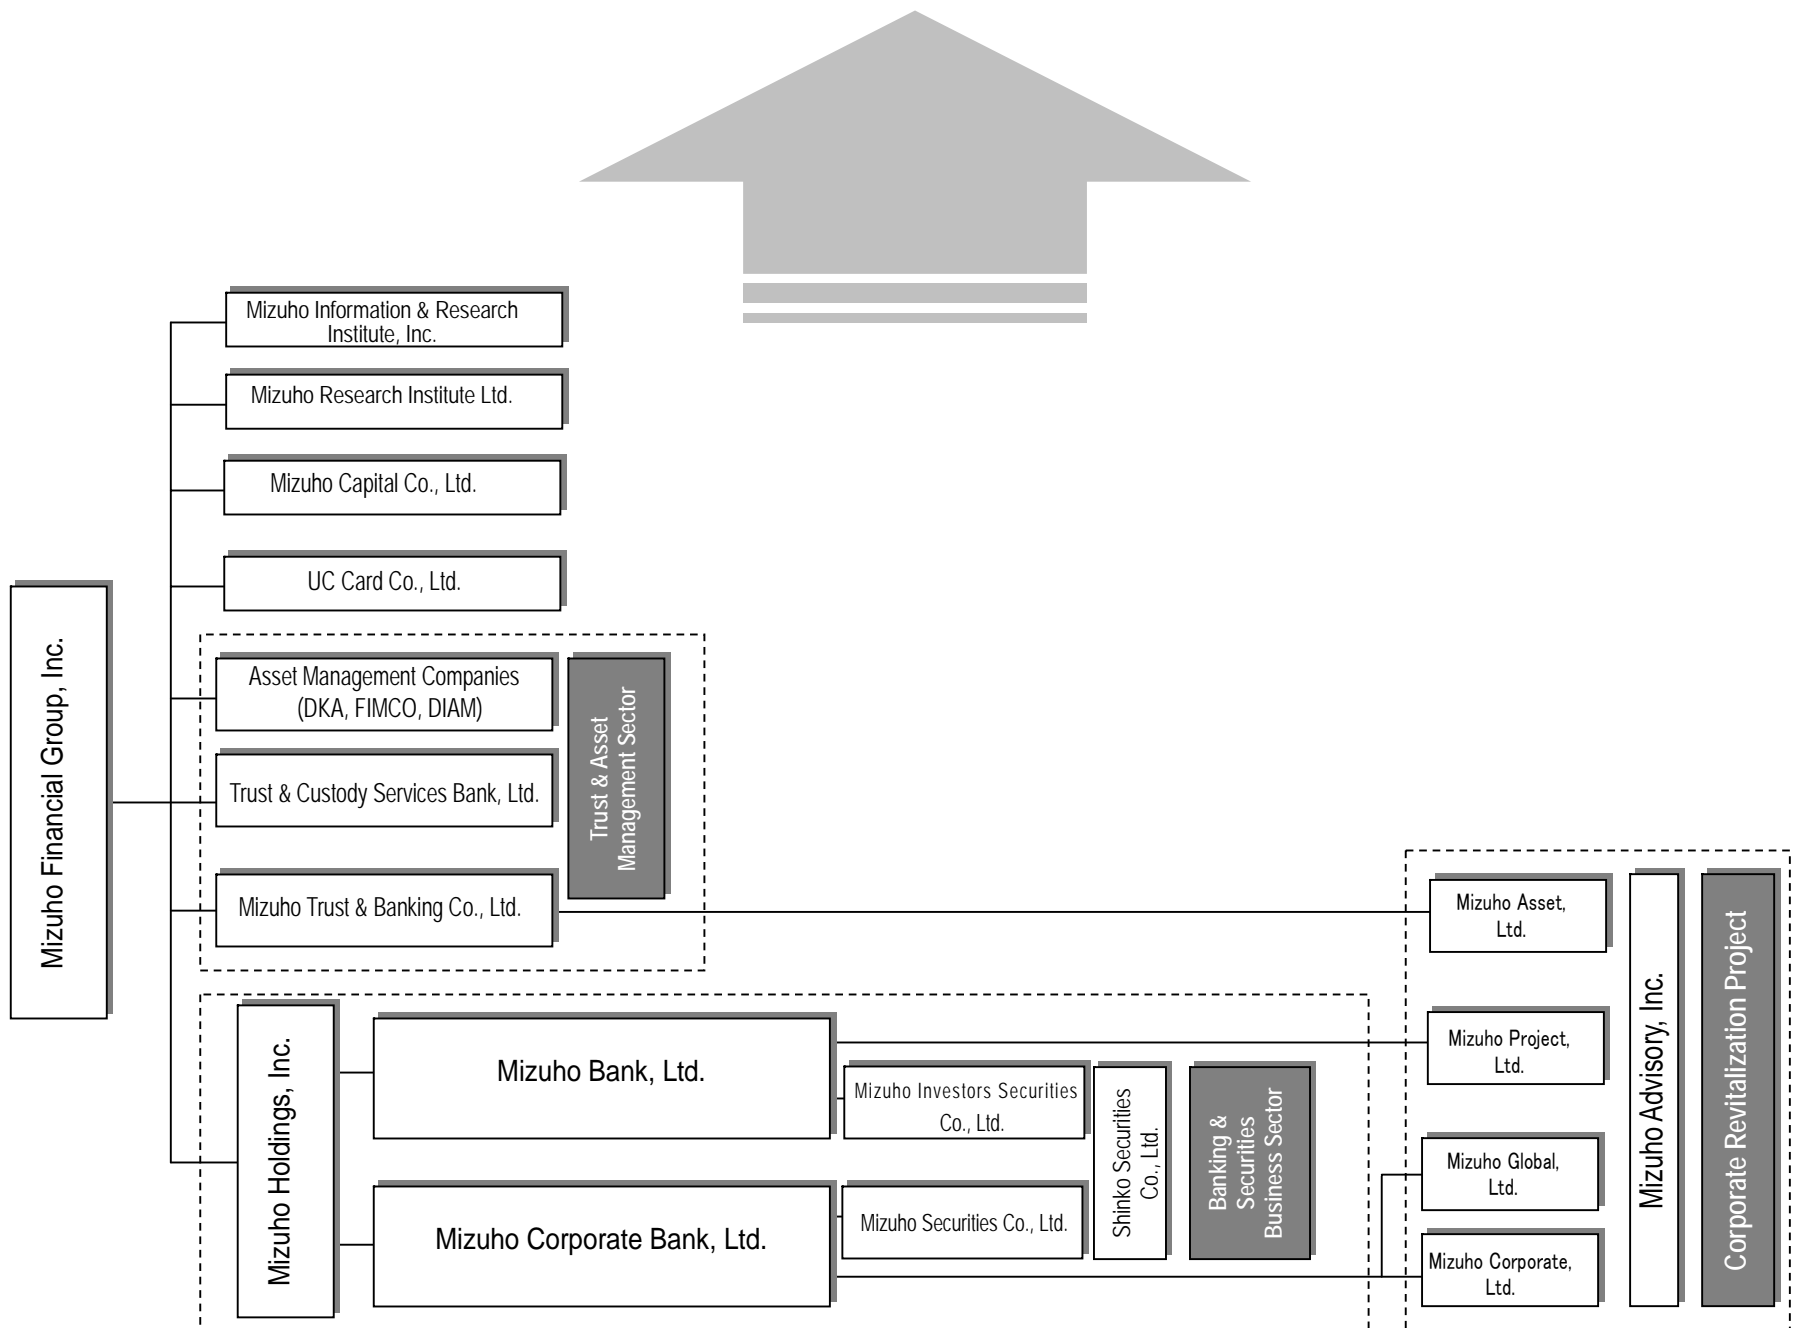 Mizuho Information & Research
Institute, Inc.
Mizuho Research Institute Ltd.
Mizuho Capital Co., Ltd.
UC Card Co., Ltd.
Mizuho Financial Group, Inc.
Asset Management Companies
(DKA, FIMCO, DIAM)
Trust & Custody Services Bank, Ltd.
Mizuho Trust & Banking Co., Ltd.
Trust & Asset
Management Sector
Mizuho Holdings, Inc.
Mizuho Bank, Ltd.
Mizuho Investors Securities
Co., Ltd.
Mizuho Corporate Bank, Ltd.
Mizuho Securities Co., Ltd.
Shinko Securities
Co., Ltd.
Banking &
Securities
Business Sector
Mizuho Asset,
Ltd.
Mizuho Project,
Ltd.
Mizuho Global,
Ltd.
Mizuho Corporate,
Ltd.
Mizuho Advisory, Inc.
Corporate Revitalization Project